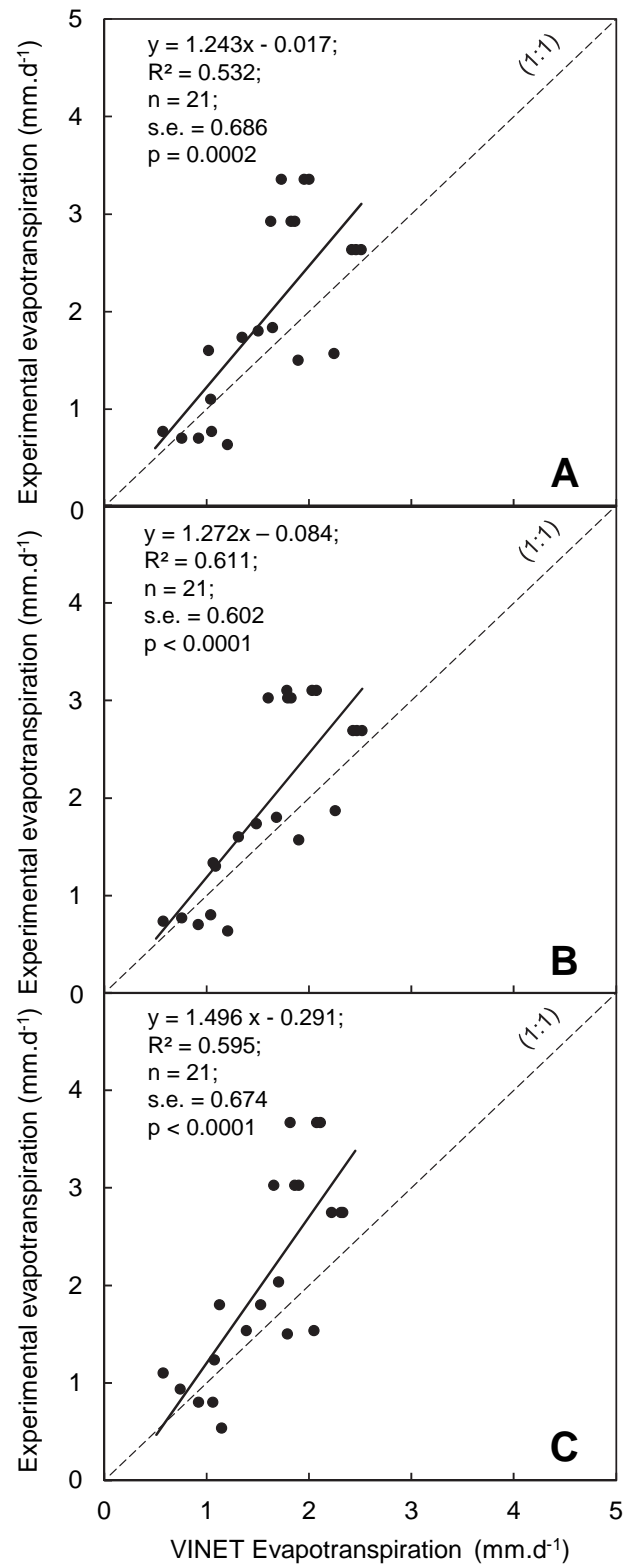 5
4
3
2
1
0
Experimental evapotranspiration (mm.d⁻¹)
y = 1.243x - 0.017;
R² = 0.532;
n = 21;
s.e. = 0.686
p = 0.0002
(1:1)
A
4
3
2
1
0
Experimental evapotranspiration (mm.d⁻¹)
y = 1.272x – 0.084;
R² = 0.611;
n = 21;
s.e. = 0.602
p < 0.0001
(1:1)
B
4
3
2
1
0
Experimental evapotranspiration (mm.d⁻¹)
y = 1.496 x - 0.291;
R² = 0.595;
n = 21;
s.e. = 0.674
p < 0.0001
(1:1)
C
0 1 2 3 4 5
VINET Evapotranspiration (mm.d⁻¹)